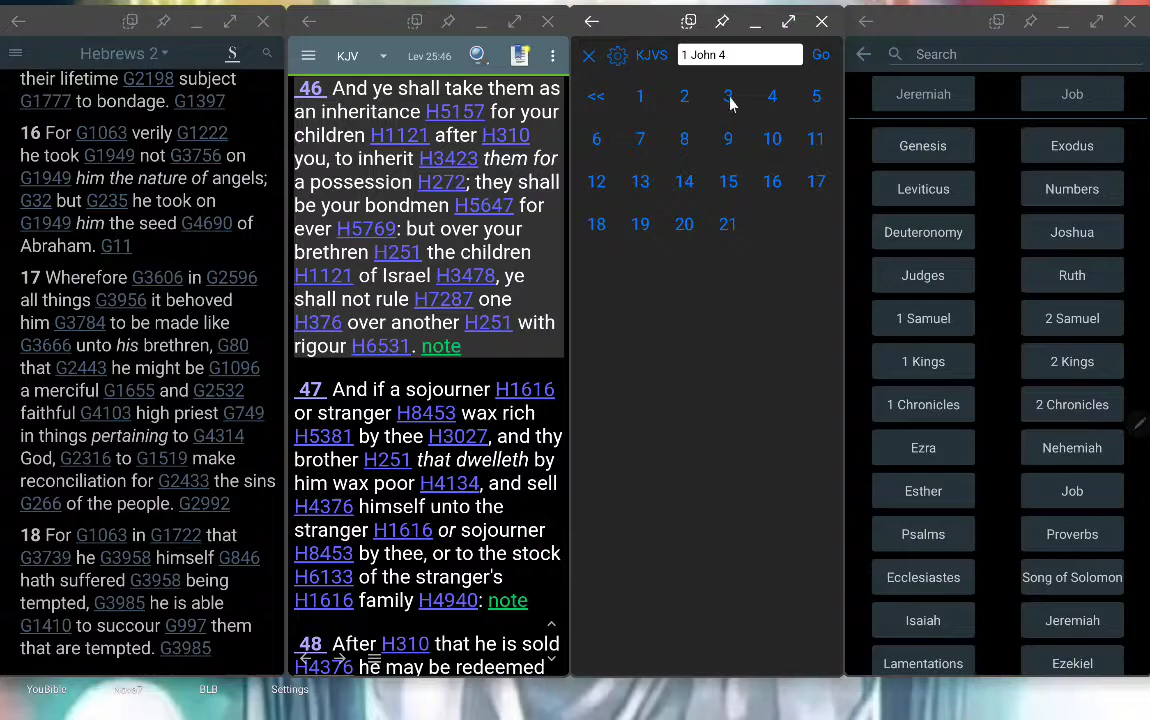 Hebrews 2
S
their lifetime G2198 subject
G1777 to bondage. G1397
16 For G1063 verily G1222
he took G1949 not G3756 on
G1949 him the nature of angels;
G32 but G235 he took on
G1949 him the seed G4690 of
Abraham. G11
17 Wherefore G3606 in G2596
all things G3956 it behoved
him G3784 to be made like
G3666 unto his brethren, G80
that G2443 he might be G1096
a merciful G1655 and G2532
faithful G4103 high priest G749
in things pertaining to G4314
God, G2316 to G1519 make
reconciliation for G2433 the sins
G266 of the people. G2992
18 For G1063 in G1722 that
G3739 he G3958 himself G846
hath suffered G3958 being
tempted, G3985 he is able
G1410 to succour G997 them
that are tempted. G3985
KJV
Lev 25:46
46 And ye shall take them as
an inheritance H5157 for your
children H1121 after H310
you, to inherit H3423 them for
a possession H272; they shall
be your bondmen H5647 for
ever H5769: but over your
brethren H251 the children
H1121 of Israel H3478, ye
shall not rule H7287 one
H376 over another H251 with
rigour H6531. note
47 And if a sojourner H1616
or stranger H8453 wax rich
H5381 by thee H3027, and thy
brother H251 that dwelleth by
him wax poor H4134, and sell
H4376 himself unto the
stranger H1616 or sojourner
H8453 by thee, or to the stock
H6133 of the stranger's
H1616 family H4940: note
48 After H310 that he is sold
H4376 he may be redeemed
KJVS
1 John 4
Go
<< 1 2 3 4 5
6 7 8 9 10 11
12 13 14 15 16 17
18 19 20 21
Search
Jeremiah Job
Genesis Exodus
Leviticus Numbers
Deuteronomy Joshua
Judges Ruth
1 Samuel 2 Samuel
1 Kings 2 Kings
1 Chronicles 2 Chronicles
Ezra Nehemiah
Esther Job
Psalms Proverbs
Ecclesiastes Song of Solomon
Isaiah Jeremiah
Lamentations Ezekiel
YouBible nova7 BLB Settings